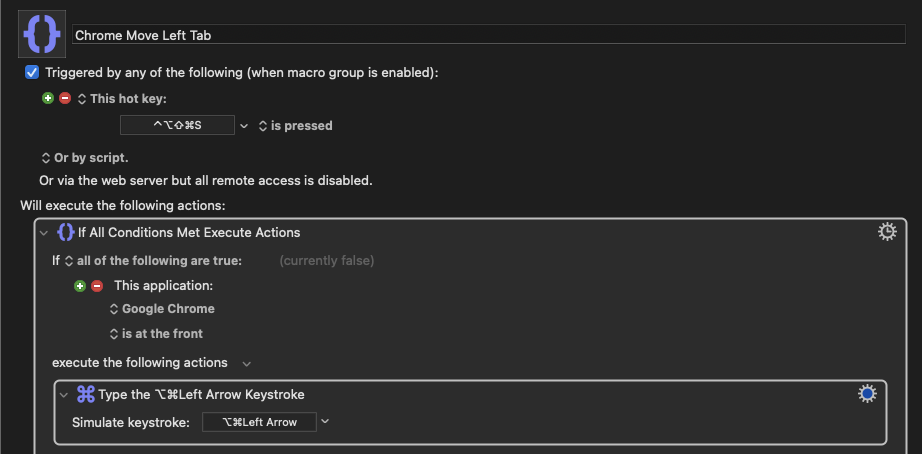 Chrome Move Left Tab
Triggered by any of the following (when macro group is enabled):
This hot key:
^⌥⇧⌘S
is pressed
Or by script.
Or via the web server but all remote access is disabled.
Will execute the following actions:
If All Conditions Met Execute Actions
If all of the following are true: (currently false)
This application:
Google Chrome
is at the front
execute the following actions
Type the ⌥⌘Left Arrow Keystroke
Simulate keystroke: ⌥⌘Left Arrow